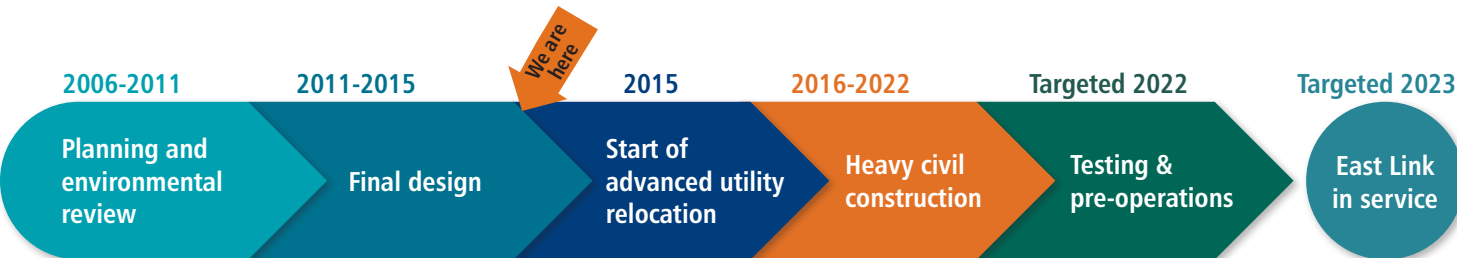 We are
here
2006-2011
2011-2015
2015
2016-2022
Targeted 2022
Targeted 2023
Planning and
environmental
review
Final design
Start of
advanced utility
relocation
Heavy civil
construction
Testing &
pre-operations
East Link
in service